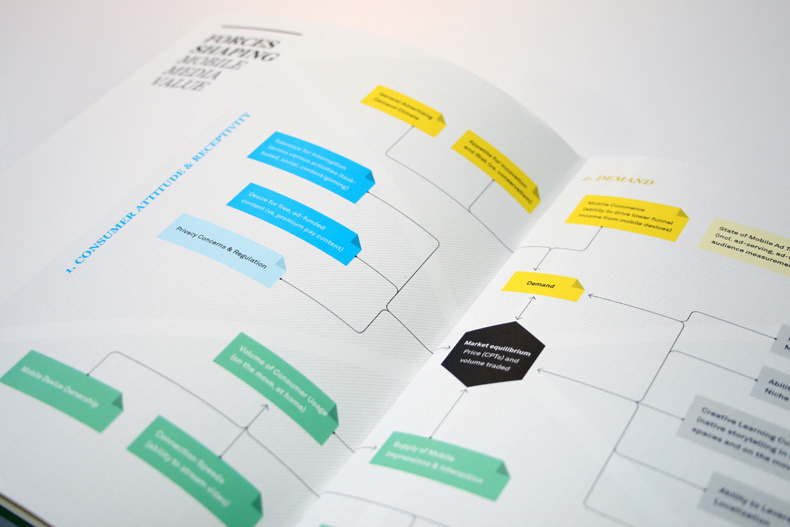 FORCES
SHAPING
MOBILE
MEDIA
VALUE
1. CONSUMER ATTITUDE & RECEPTIVITY
Tolerance for Interruption
(across various activities (task-
based, social, content/gaming)
Desire for free, ad-funded
content (vs. premium pay content)
Privacy Concerns & Regulation
General Advertising
Demand Climate
Appetite for Innovation
and Risk (vs. conservatism)
2. DEMAND
Mobile Commerce
(ability to drive lower funnel
income from mobile devices)
State of Mobile Ad T
(incl. ad-serving, ad-
audience measureme
Demand
Market equilibrium
Price (CPTs) and
volume traded
Mobile Device Ownership
Volume of Consumer Usage
(on the move, at home)
Connection Speeds
(ability to stream video)
Supply of Mobile
Impressions & Interaction
M
Abili
Niche
Creative Learning Cu
(native storytelling in
spaces and on the mo
Ability to Levera
Localization